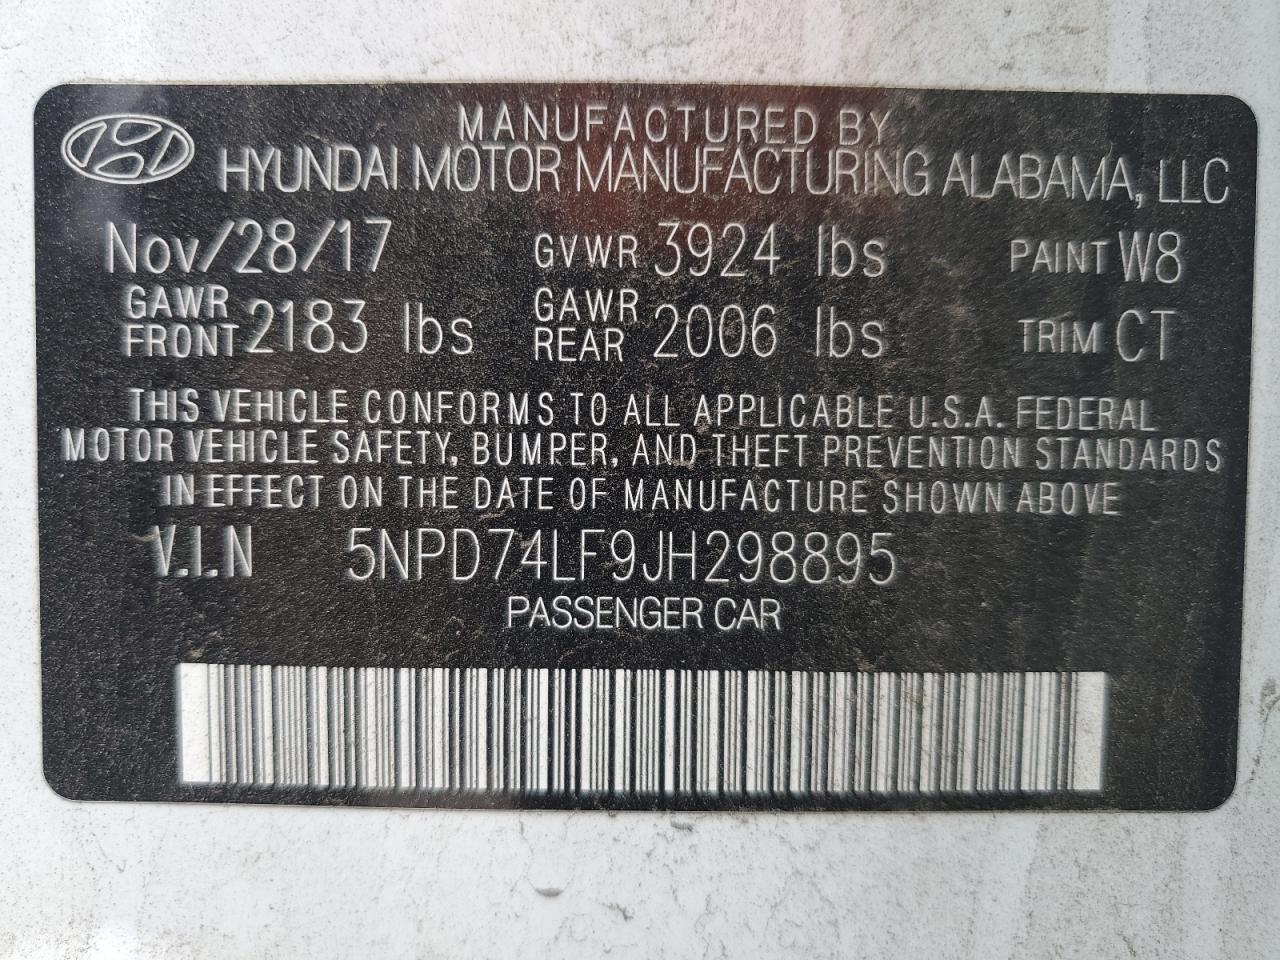 MANUFACTURED BY
HYUNDAI MOTOR MANUFACTURING ALABAMA, LLC
Nov/28/17 GVWR 3924 lbs PAINT W8
GAWR FRONT 2183 lbs GAWR REAR 2006 lbs TRIM CT
THIS VEHICLE CONFORMS TO ALL APPLICABLE U.S.A. FEDERAL
MOTOR VEHICLE SAFETY, BUMPER, AND THEFT PREVENTION STANDARDS
IN EFFECT ON THE DATE OF MANUFACTURE SHOWN ABOVE
V.I.N 5NPD74LF9JH298895
PASSENGER CAR